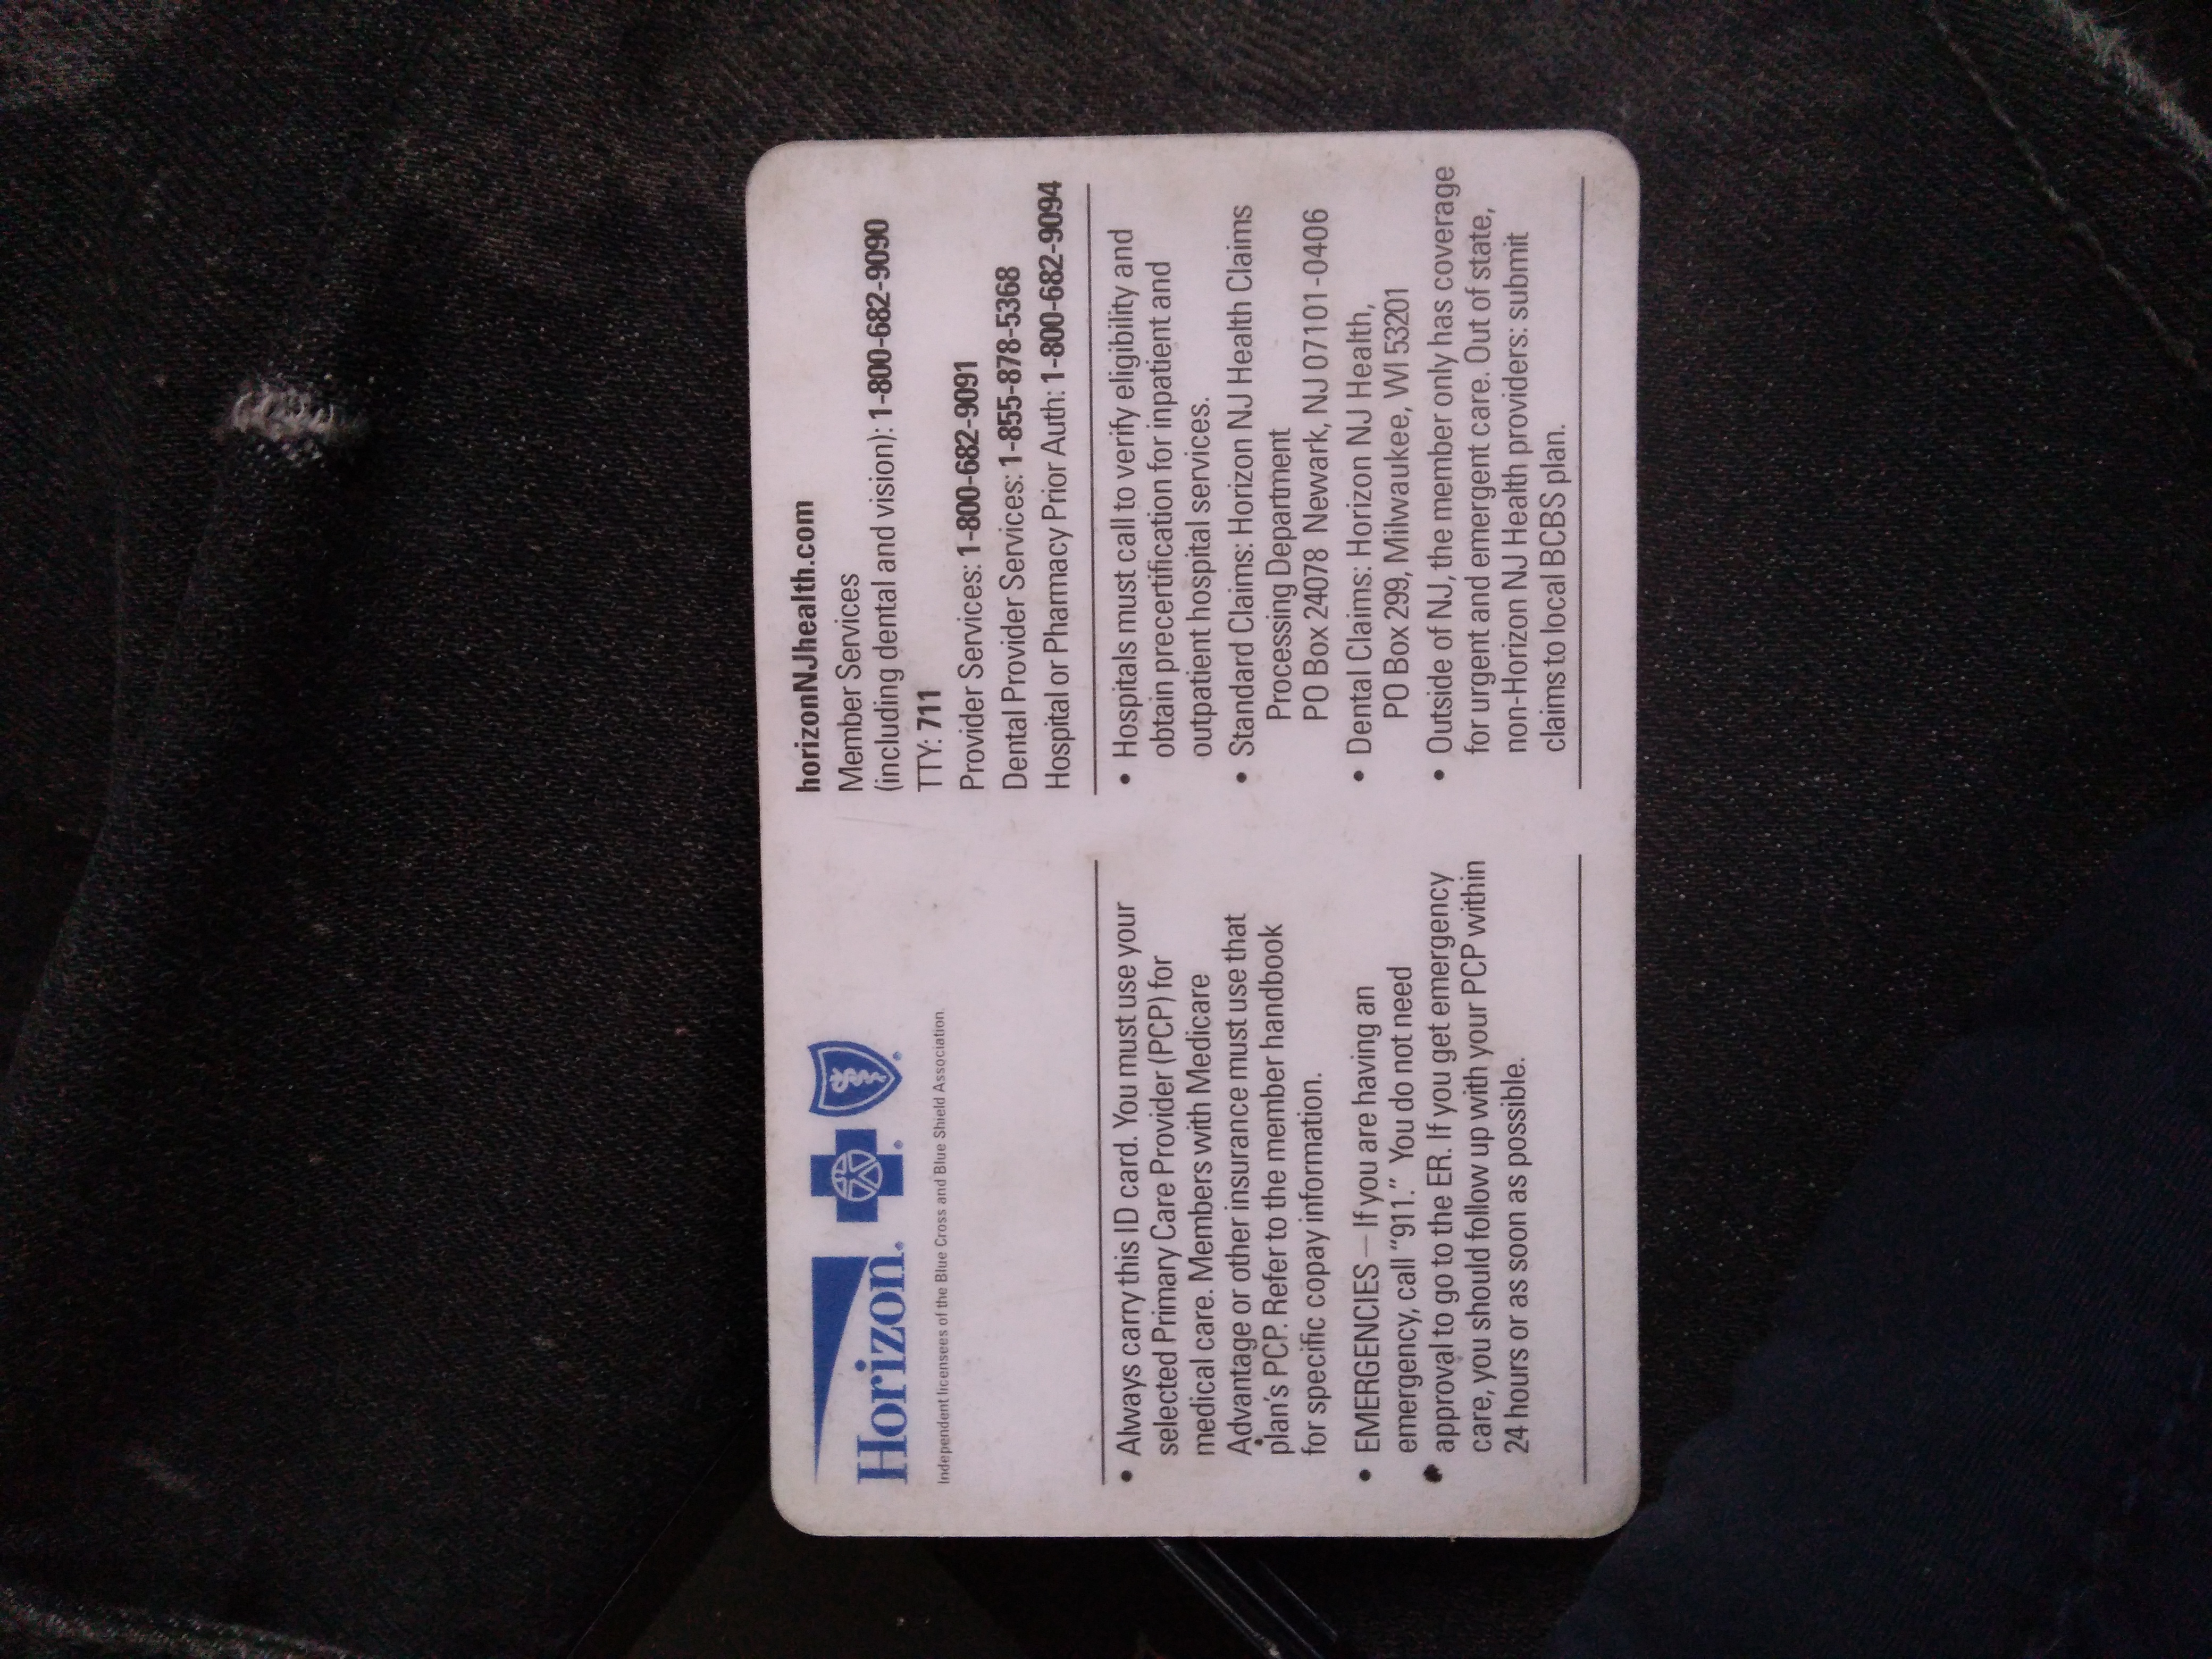 Horizon®
Independent licensees of the Blue Cross and Blue Shield Association.
• Always carry this ID card. You must use your
selected Primary Care Provider (PCP) for
medical care. Members with Medicare
Advantage or other insurance must use that
plan's PCP. Refer to the member handbook
for specific copay information.
• EMERGENCIES — If you are having an
emergency, call "911." You do not need
approval to go to the ER. If you get emergency
care, you should follow up with your PCP within
24 hours or as soon as possible.
horizonNJhealth.com
Member Services
(including dental and vision): 1-800-682-9090
TTY: 711
Provider Services: 1-800-682-9091
Dental Provider Services: 1-855-878-5368
Hospital or Pharmacy Prior Auth: 1-800-682-9094
• Hospitals must call to verify eligibility and
obtain precertification for inpatient and
outpatient hospital services.
• Standard Claims: Horizon NJ Health Claims
Processing Department
PO Box 24078 Newark, NJ 07101-0406
• Dental Claims: Horizon NJ Health,
PO Box 299, Milwaukee, WI 53201
• Outside of NJ, the member only has coverage
for urgent and emergent care. Out of state,
non-Horizon NJ Health providers: submit
claims to local BCBS plan.